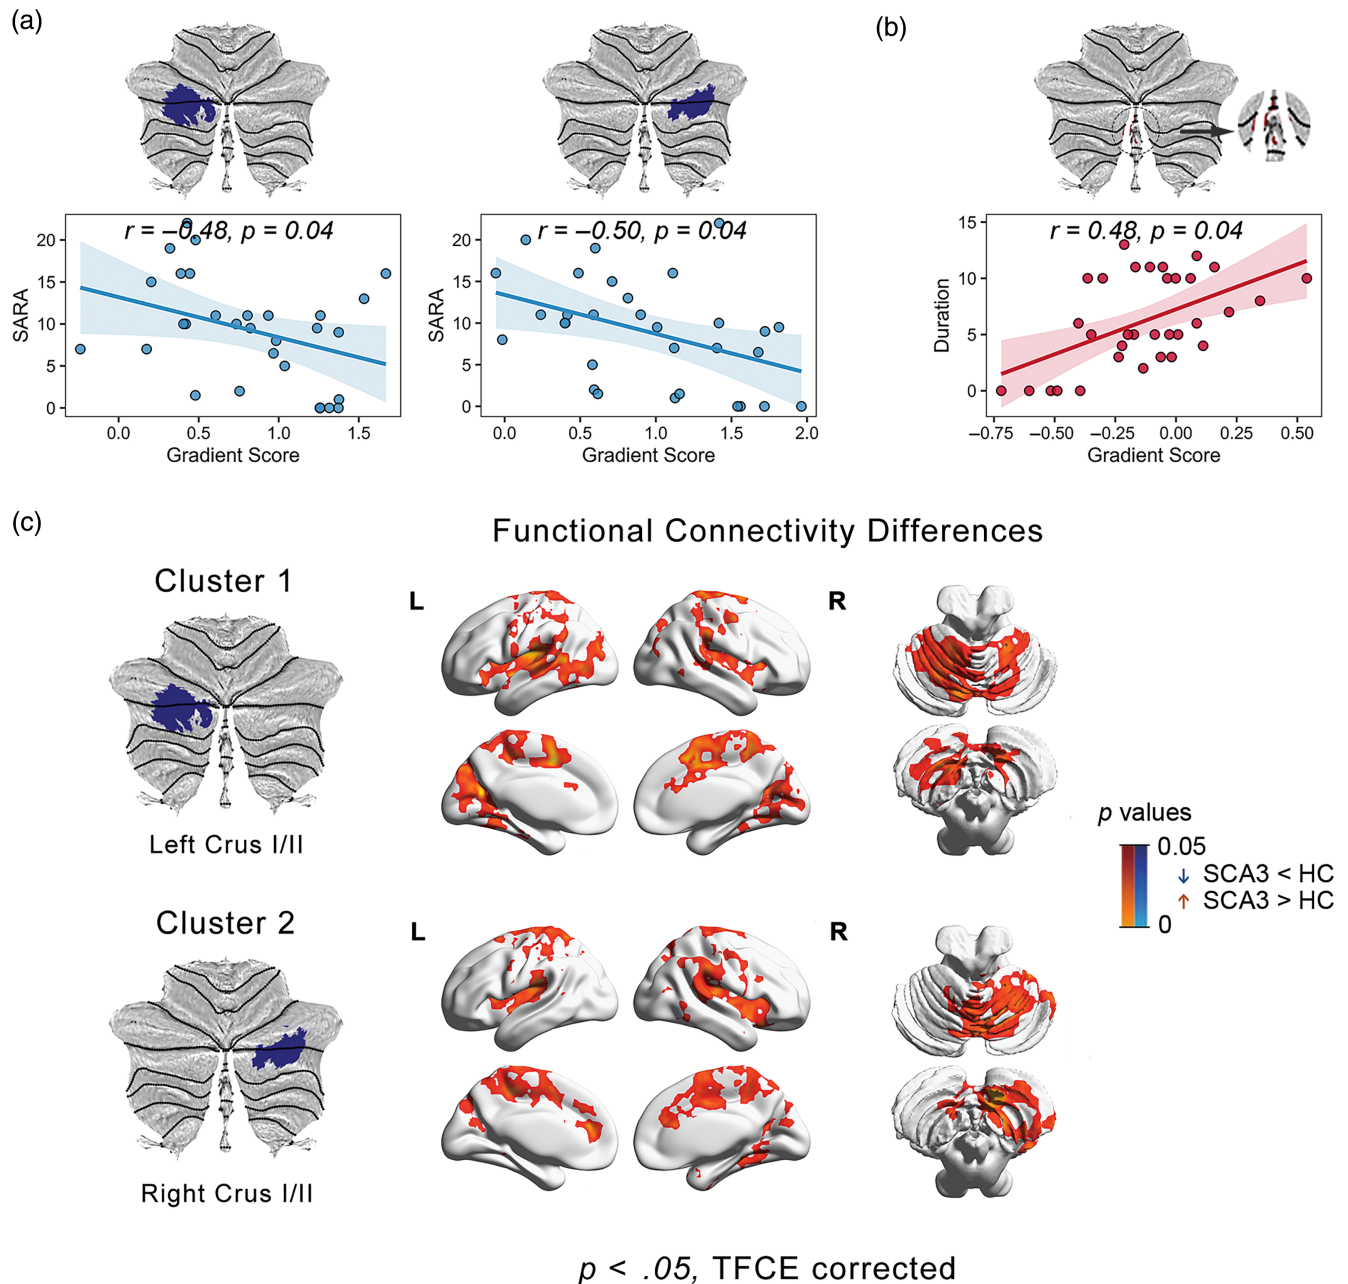 (a)
(b)
r = −0.48, p = 0.04
r = −0.50, p = 0.04
r = 0.48, p = 0.04
SARA
20
15
10
5
0
0.0 0.5 1.0 1.5
Gradient Score
SARA
20
15
10
5
0
0.0 0.5 1.0 1.5 2.0
Gradient Score
Duration
15
10
5
0
−0.75 −0.50 −0.25 0.00 0.25 0.50
Gradient Score
(c)
Functional Connectivity Differences
Cluster 1
L
R
Left Crus I/II
p values
0.05
↓ SCA3 < HC
↑ SCA3 > HC
0
Cluster 2
L
R
Right Crus I/II
p < .05, TFCE corrected